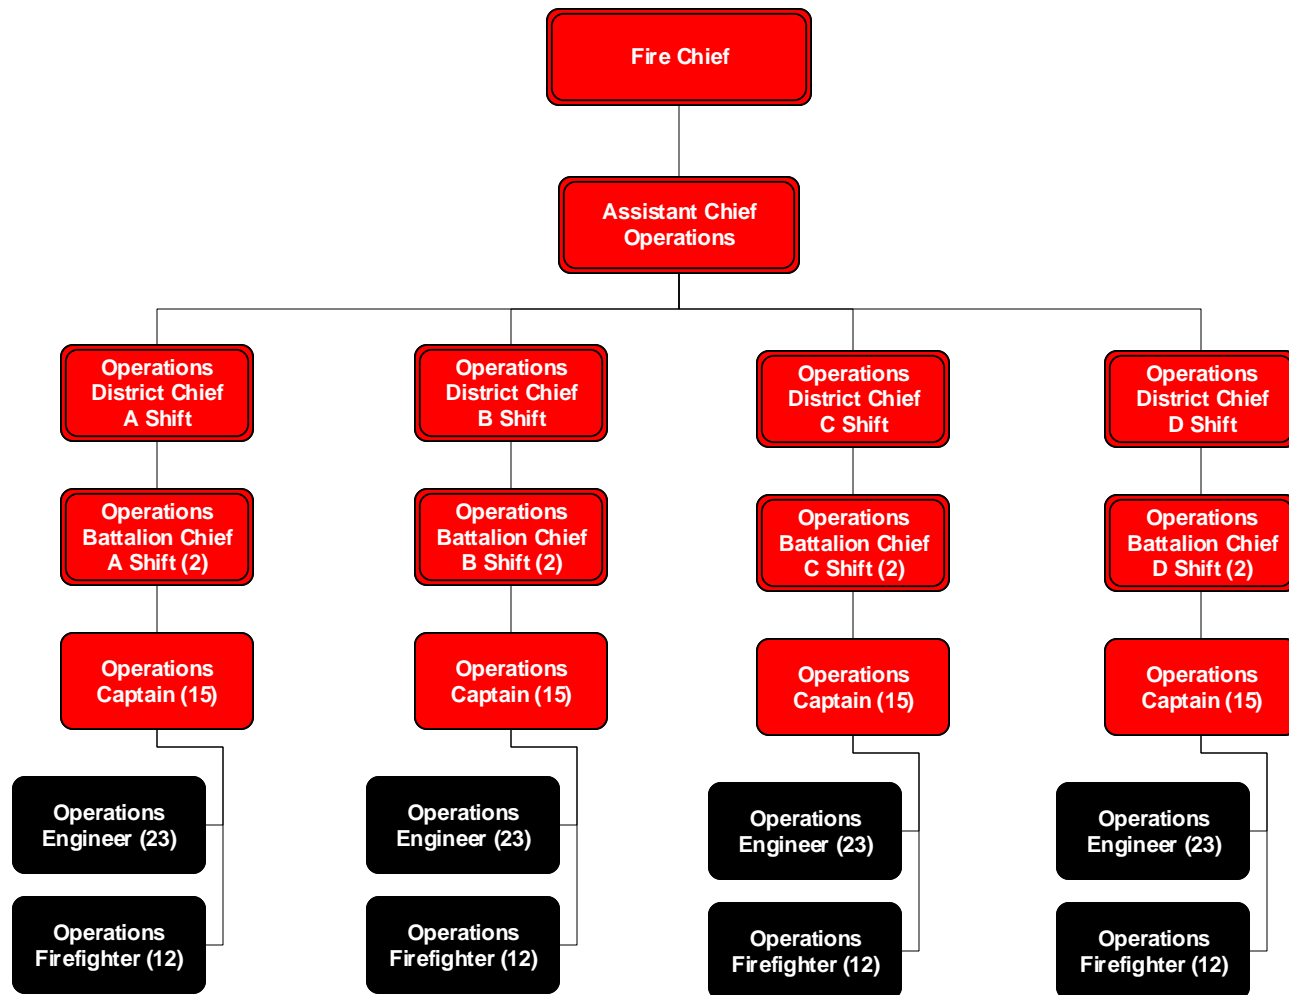 Fire Chief
Assistant Chief
Operations
Operations
District Chief
A Shift
Operations
District Chief
B Shift
Operations
District Chief
C Shift
Operations
District Chief
D Shift
Operations
Battalion Chief
A Shift (2)
Operations
Battalion Chief
B Shift (2)
Operations
Battalion Chief
C Shift (2)
Operations
Battalion Chief
D Shift (2)
Operations
Captain (15)
Operations
Captain (15)
Operations
Captain (15)
Operations
Captain (15)
Operations
Engineer (23)
Operations
Engineer (23)
Operations
Engineer (23)
Operations
Engineer (23)
Operations
Firefighter (12)
Operations
Firefighter (12)
Operations
Firefighter (12)
Operations
Firefighter (12)